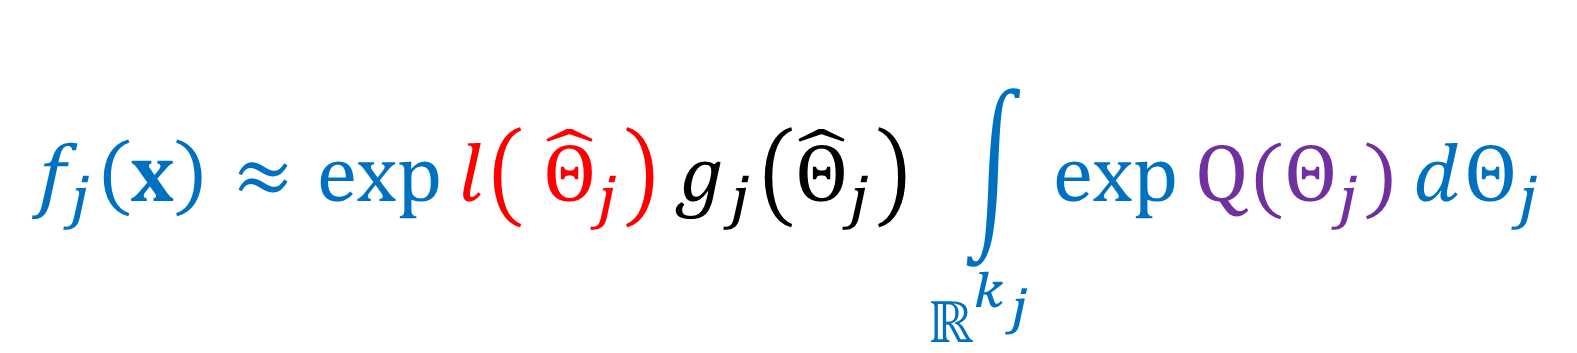 f_j(𝐱) ≈ exp l( Θ̂_j) g_j(Θ̂_j) ∫_{ℝ^{k_j}} exp Q(Θ_j) dΘ_j